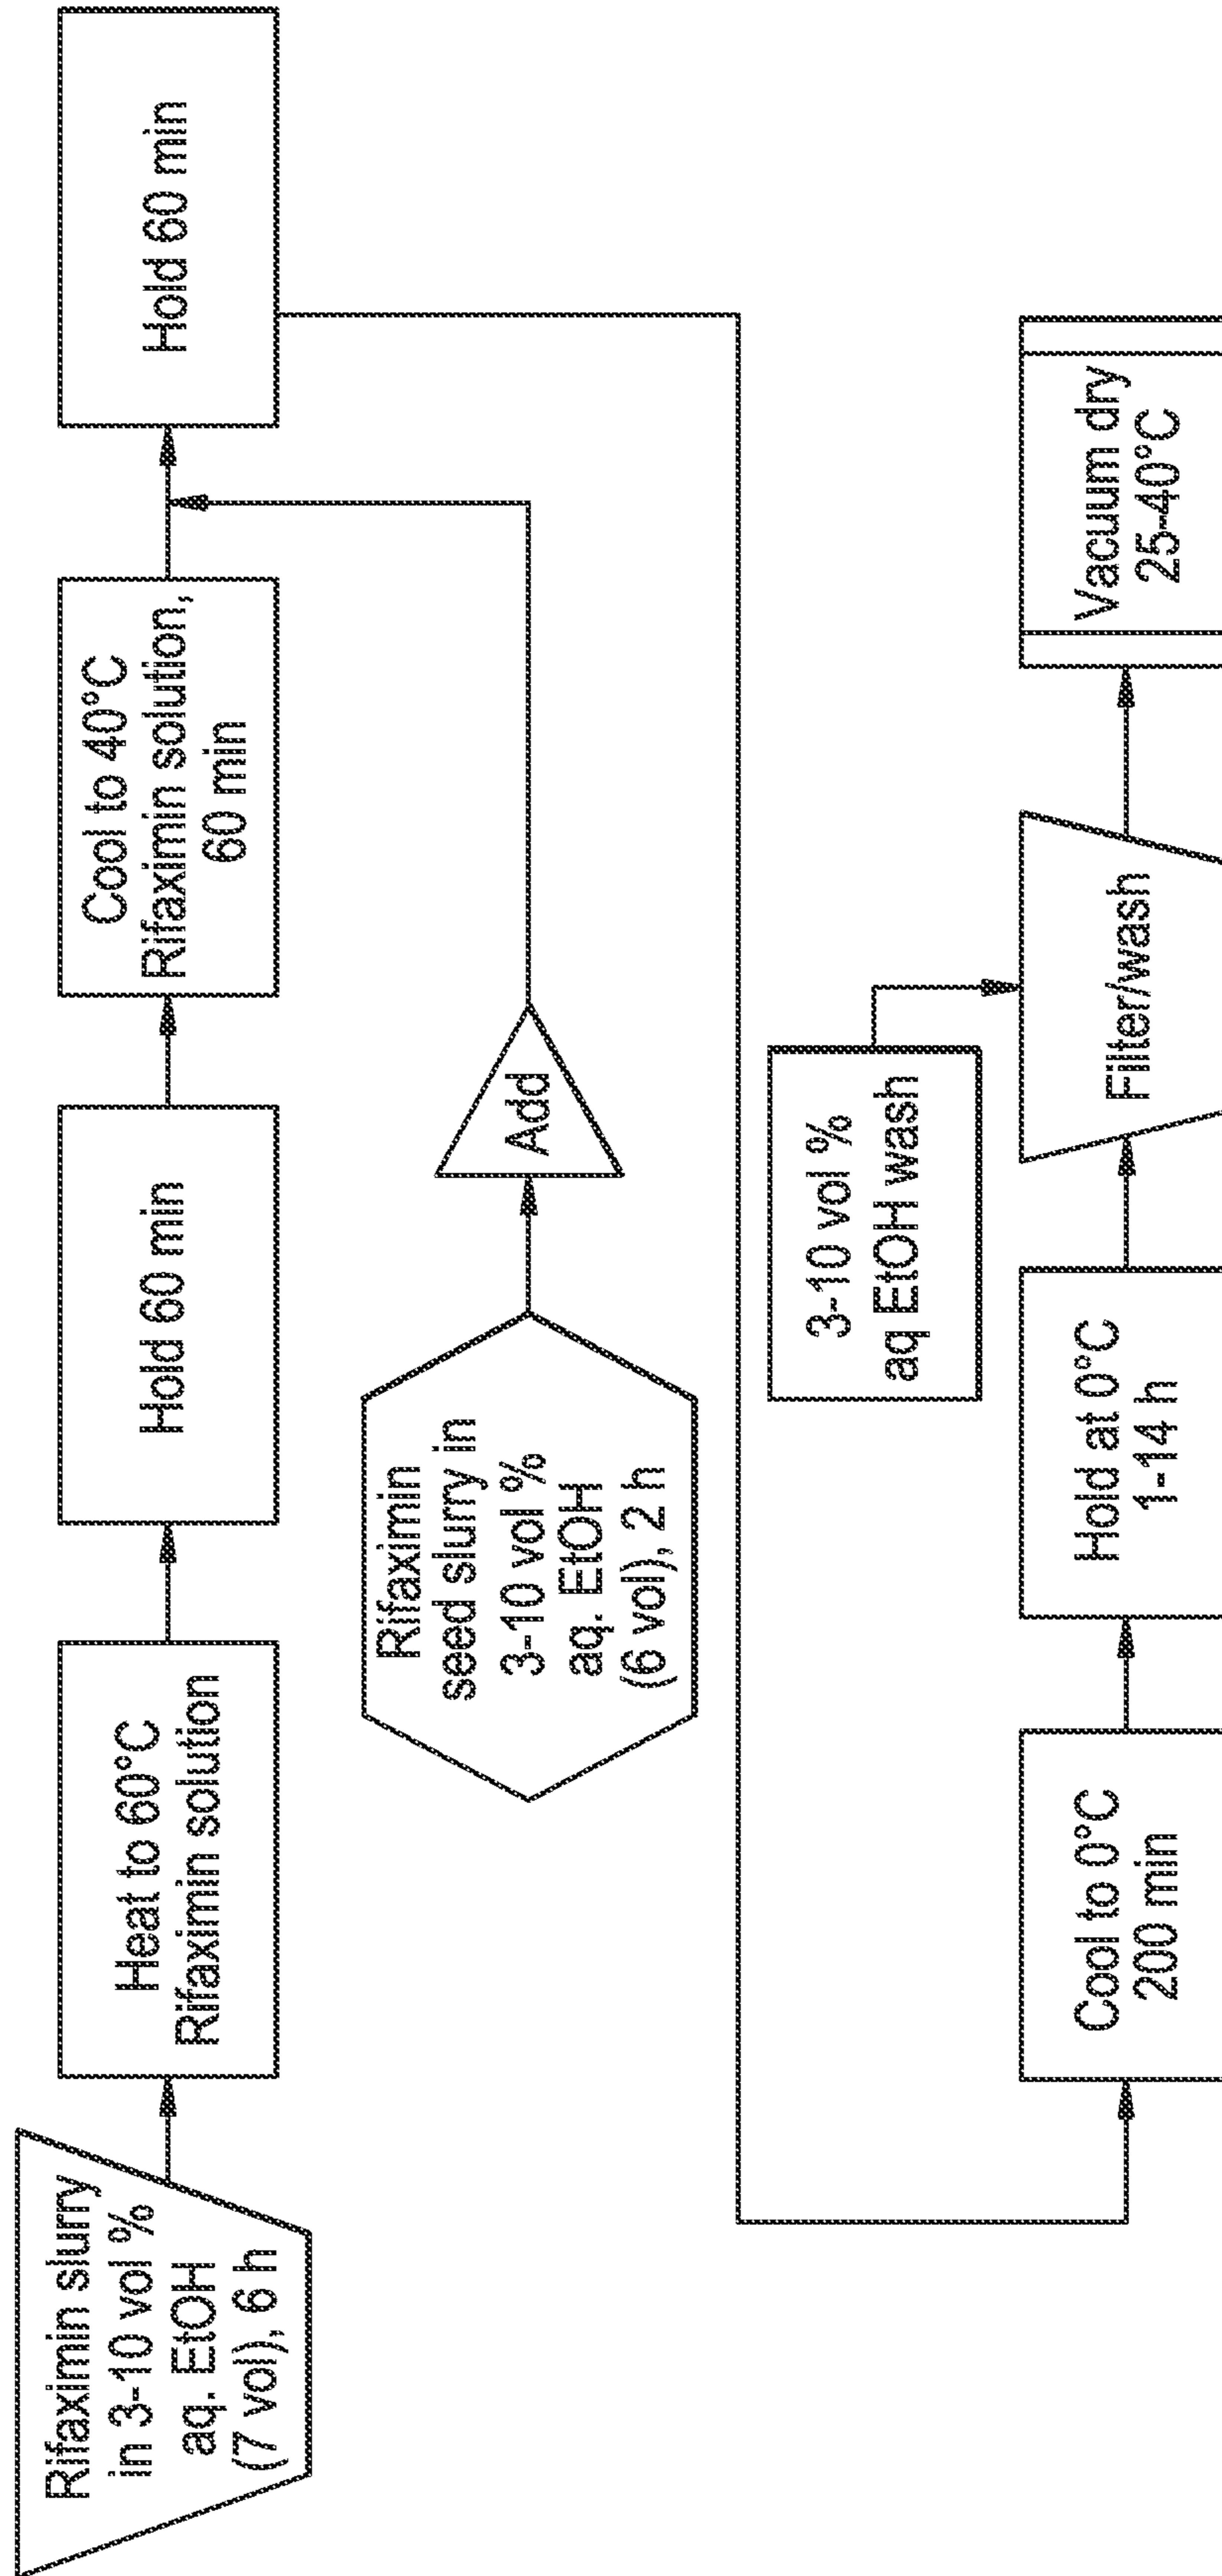 Rifaximin slurry
in 3-10 vol %
aq. EtOH
(7 vol), 6 h
Heat to 60°C
Rifaximin solution
Hold 60 min
Cool to 40°C
Rifaximin solution,
60 min
Hold 60 min
Rifaximin
seed slurry in
3-10 vol %
aq. EtOH
(6 vol), 2 h
Add
3-10 vol %
aq EtOH wash
Cool to 0°C
200 min
Hold at 0°C
1-14 h
Filter/wash
Vacuum dry
25-40°C